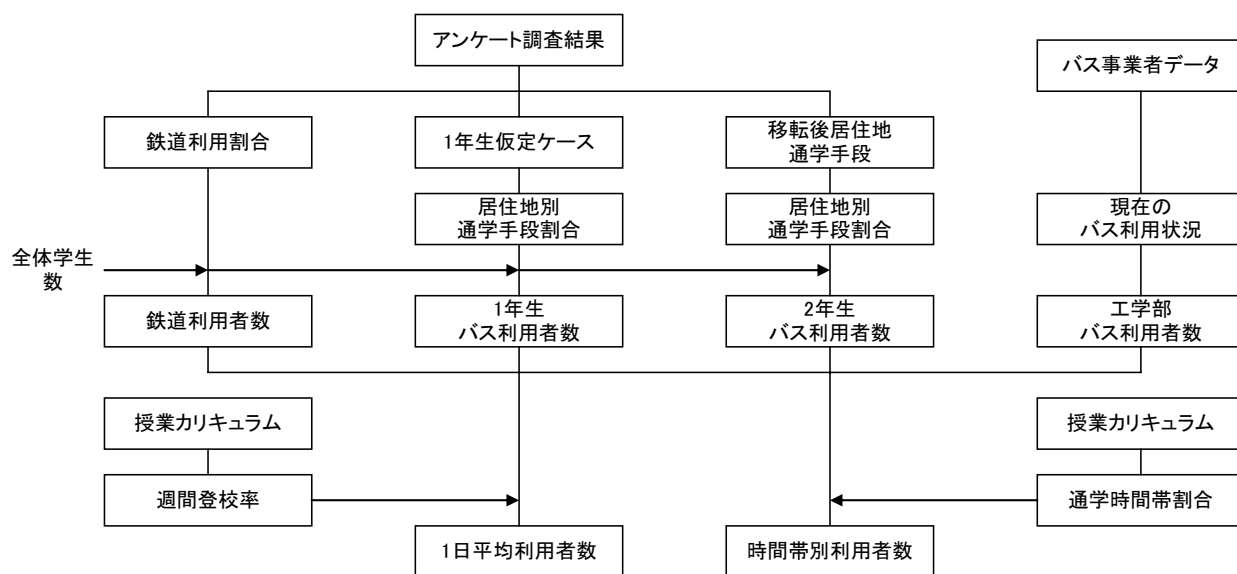 アンケート調査結果
バス事業者データ
鉄道利用割合
1年生仮定ケース
移転後居住地
通学手段
居住地別
通学手段割合
居住地別
通学手段割合
現在の
バス利用状況
全体学生
数
鉄道利用者数
1年生
バス利用者数
2年生
バス利用者数
工学部
バス利用者数
授業カリキュラム
授業カリキュラム
週間登校率
通学時間帯割合
1日平均利用者数
時間帯別利用者数